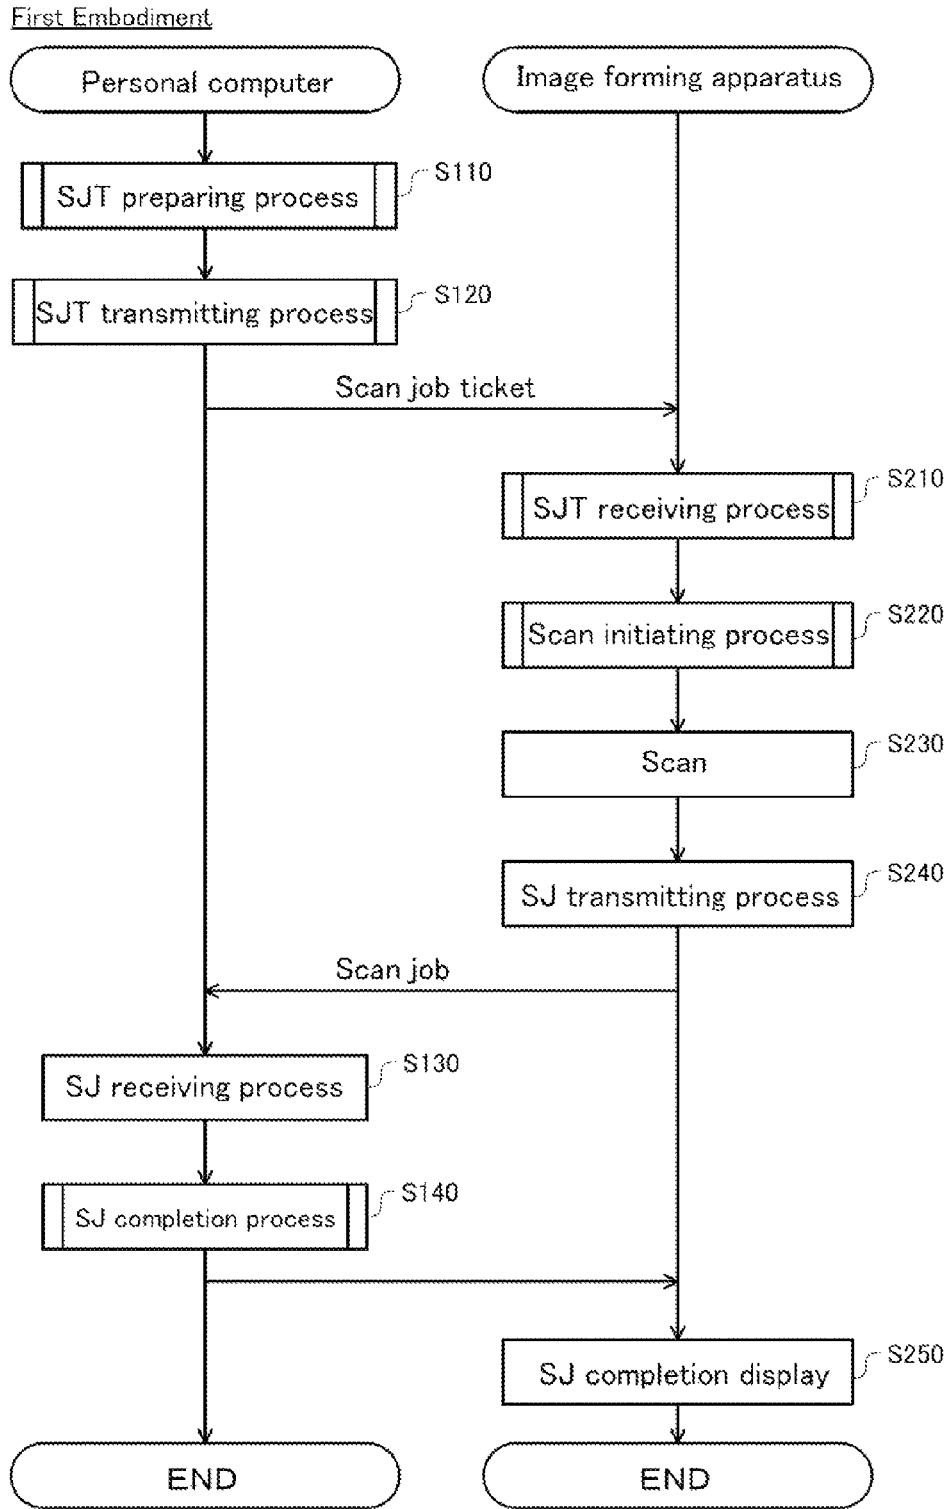 First Embodiment
Personal computer
Image forming apparatus
SJT preparing process
S110
SJT transmitting process
S120
Scan job ticket
SJT receiving process
S210
Scan initiating process
S220
Scan
S230
SJ transmitting process
S240
Scan job
SJ receiving process
S130
SJ completion process
S140
SJ completion display
S250
END
END